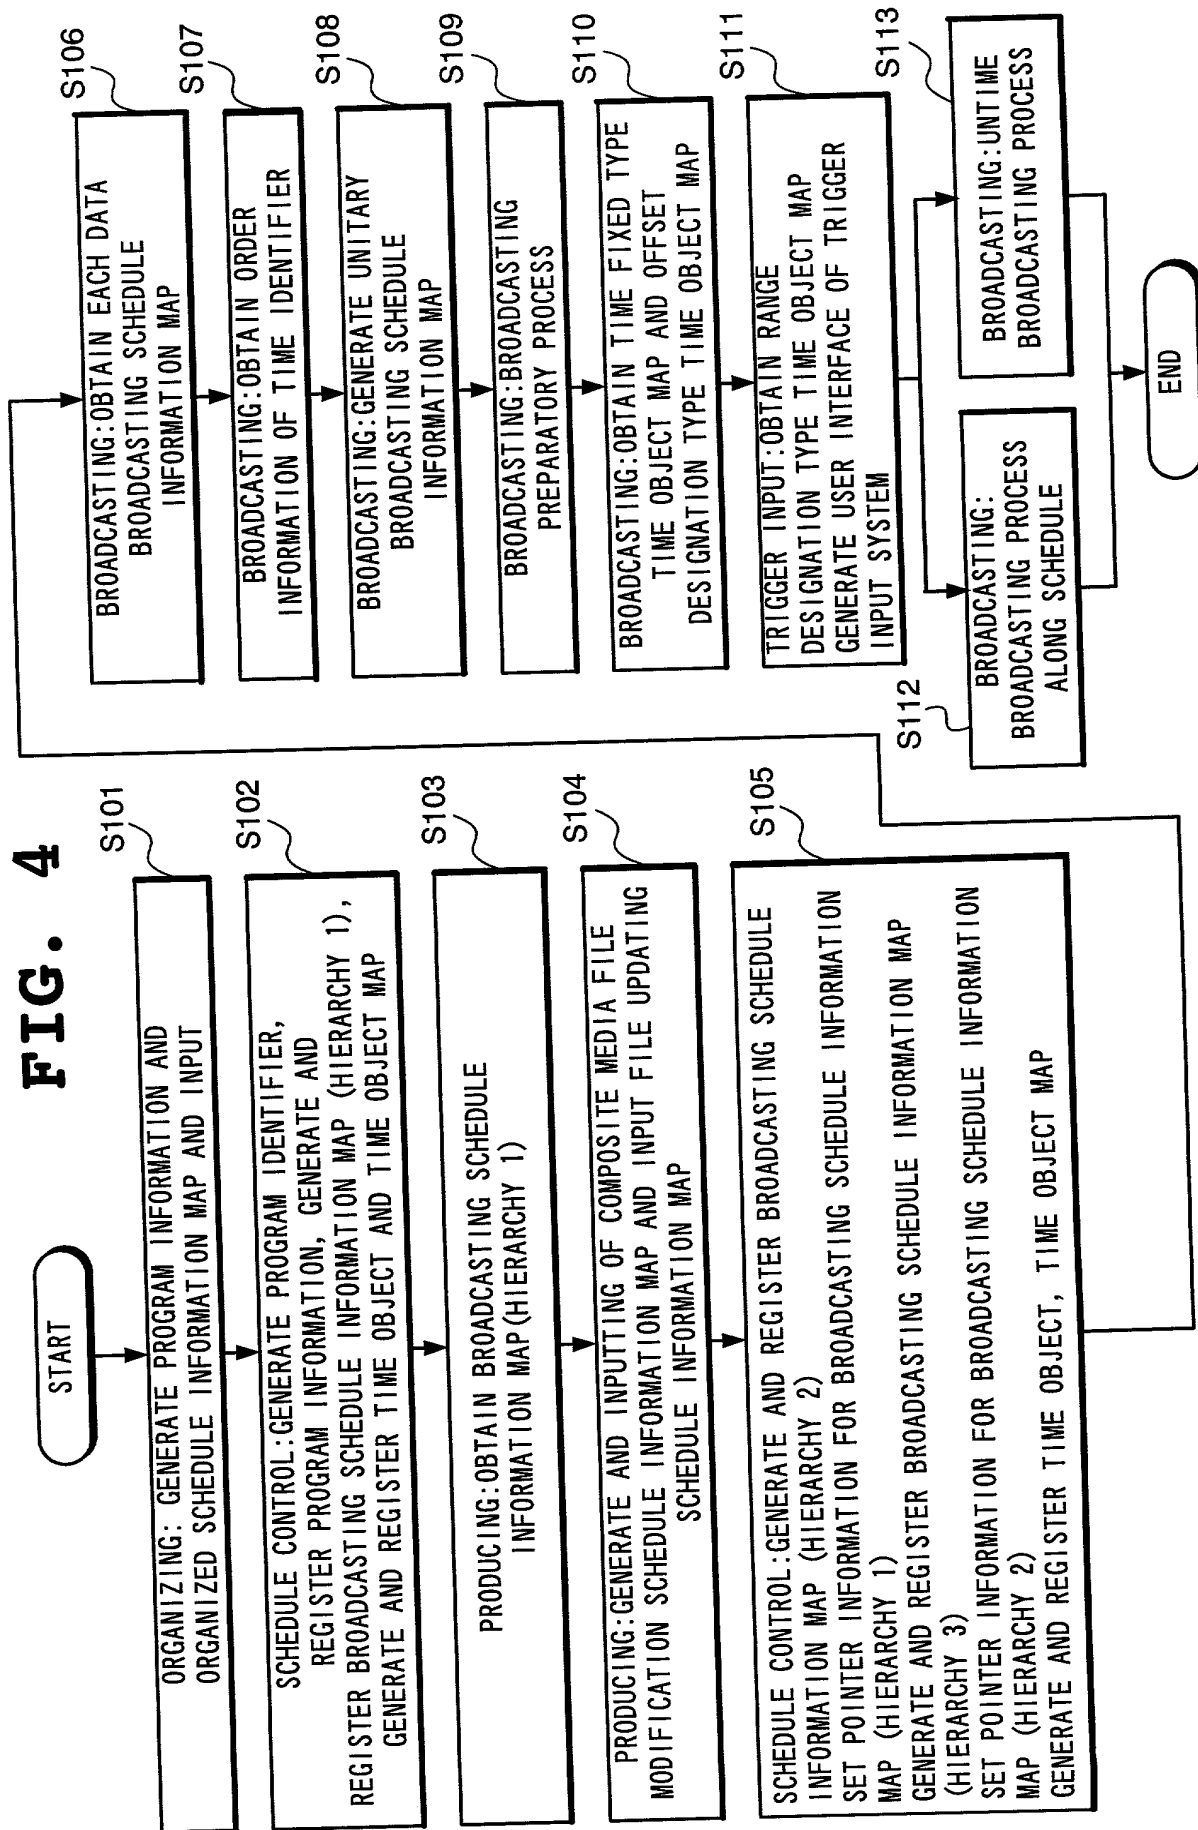 FIG. 4
START
S101
ORGANIZING: GENERATE PROGRAM INFORMATION AND
ORGANIZED SCHEDULE INFORMATION MAP AND INPUT
S102
SCHEDULE CONTROL:GENERATE PROGRAM IDENTIFIER,
REGISTER PROGRAM INFORMATION, GENERATE AND
REGISTER BROADCASTING SCHEDULE INFORMATION MAP (HIERARCHY 1),
GENERATE AND REGISTER TIME OBJECT AND TIME OBJECT MAP
S103
PRODUCING:OBTAIN BROADCASTING SCHEDULE
INFORMATION MAP(HIERARCHY 1)
S104
PRODUCING:GENERATE AND INPUTING OF COMPOSITE MEDIA FILE
MODIFICATION SCHEDULE INFORMATION MAP AND INPUT FILE UPDATING
SCHEDULE INFORMATION MAP
S105
SCHEDULE CONTROL:GENERATE AND REGISTER BROADCASTING SCHEDULE
INFORMATION MAP (HIERARCHY 2)
SET POINTER INFORMATION FOR BROADCASTING SCHEDULE INFORMATION
MAP (HIERARCHY 1)
GENERATE AND REGISTER BROADCASTING SCHEDULE INFORMATION MAP
(HIERARCHY 3)
SET POINTER INFORMATION FOR BROADCASTING SCHEDULE INFORMATION
MAP (HIERARCHY 2)
GENERATE AND REGISTER TIME OBJECT, TIME OBJECT MAP
S106
BROADCASTING:OBTAIN EACH DATA
BROADCASTING SCHEDULE
INFORMATION MAP
S107
BROADCASTING:OBTAIN ORDER
INFORMATION OF TIME IDENTIFIER
S108
BROADCASTING:GENERATE UNITARY
BROADCASTING SCHEDULE
INFORMATION MAP
S109
BROADCASTING:BROADCASTING
PREPARATORY PROCESS
S110
BROADCASTING:OBTAIN TIME FIXED TYPE
TIME OBJECT MAP AND OFFSET
DESIGNATION TYPE TIME OBJECT MAP
S111
TRIGGER INPUT:OBTAIN RANGE
DESIGNATION TYPE TIME OBJECT MAP
GENERATE USER INTERFACE OF TRIGGER
INPUT SYSTEM
S112
BROADCASTING:
BROADCASTING PROCESS
ALONG SCHEDULE
S113
BROADCASTING:UNTIME
BROADCASTING PROCESS
END